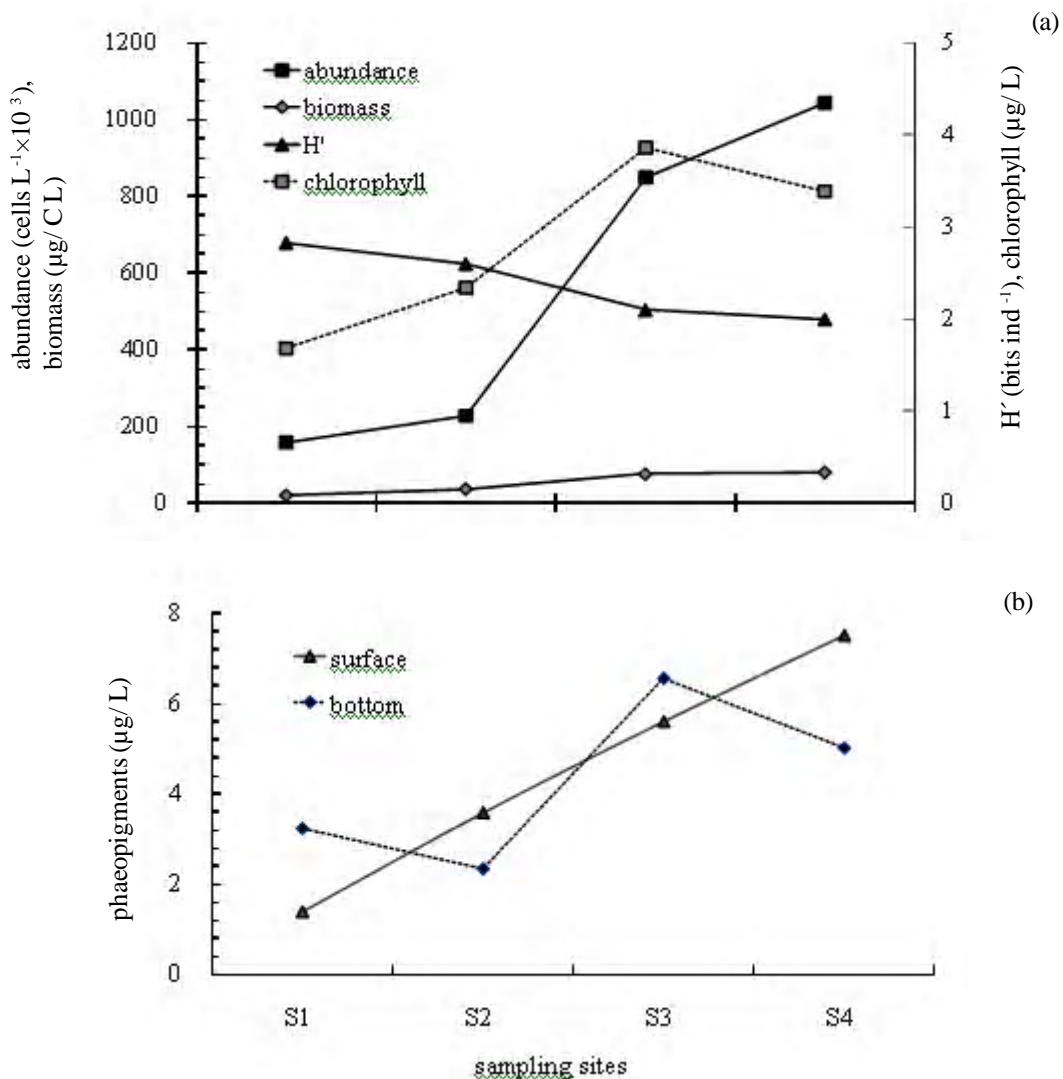 (a)
abundance (cells L⁻¹×10³),
biomass (µg/ C L)
1200
1000
800
600
400
200
0
abundance
biomass
H'
chlorophyll
5
4
3
2
1
0
H´ (bits ind⁻¹), chlorophyll (µg/ L)
(b)
phaeopigments (µg/ L)
8
6
4
2
0
surface
bottom
S1 S2 S3 S4
sampling sites